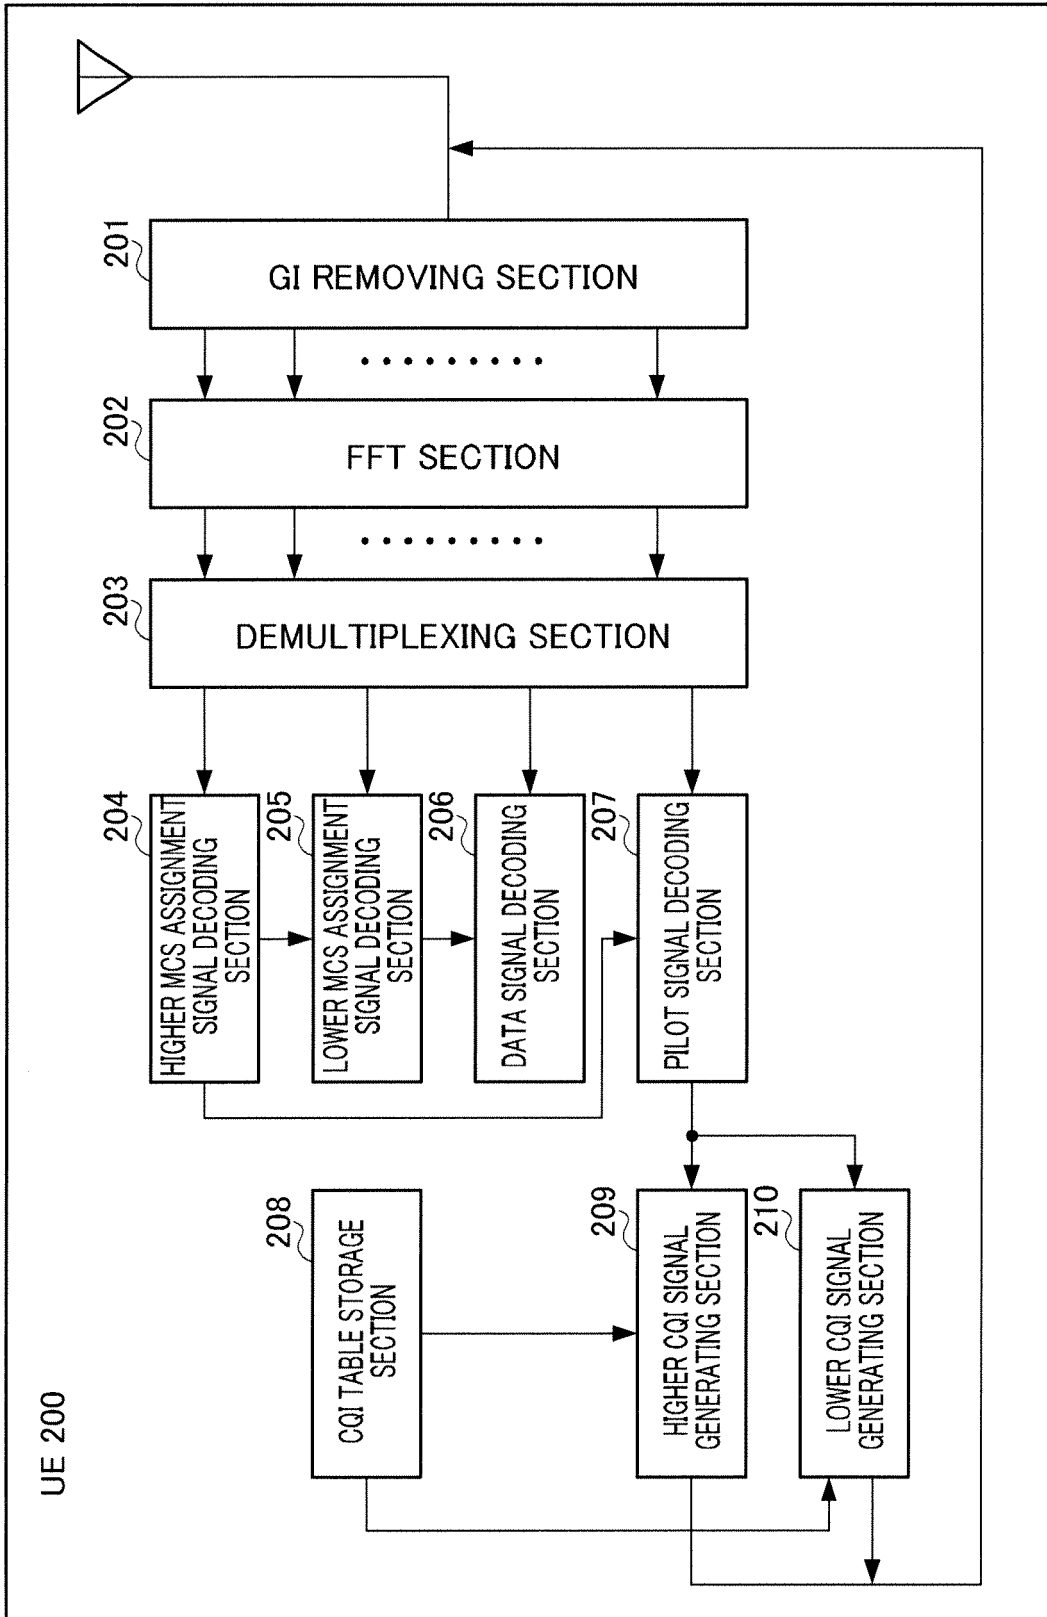 UE 200
201
GI REMOVING SECTION
202
FFT SECTION
203
DEMULTIPLEXING SECTION
204
HIGHER MCS ASSIGNMENT
SIGNAL DECODING
SECTION
205
LOWER MCS ASSIGNMENT
SIGNAL DECODING
SECTION
206
DATA SIGNAL DECODING
SECTION
207
PILOT SIGNAL DECODING
SECTION
208
CQI TABLE STORAGE
SECTION
209
HIGHER CQI SIGNAL
GENERATING SECTION
210
LOWER CQI SIGNAL
GENERATING SECTION